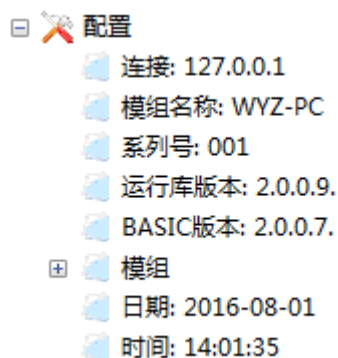 配置
连接: 127.0.0.1
模组名称: WYZ-PC
系列号: 001
运行库版本: 2.0.0.9.
BASIC版本: 2.0.0.7.
模组
日期: 2016-08-01
时间: 14:01:35